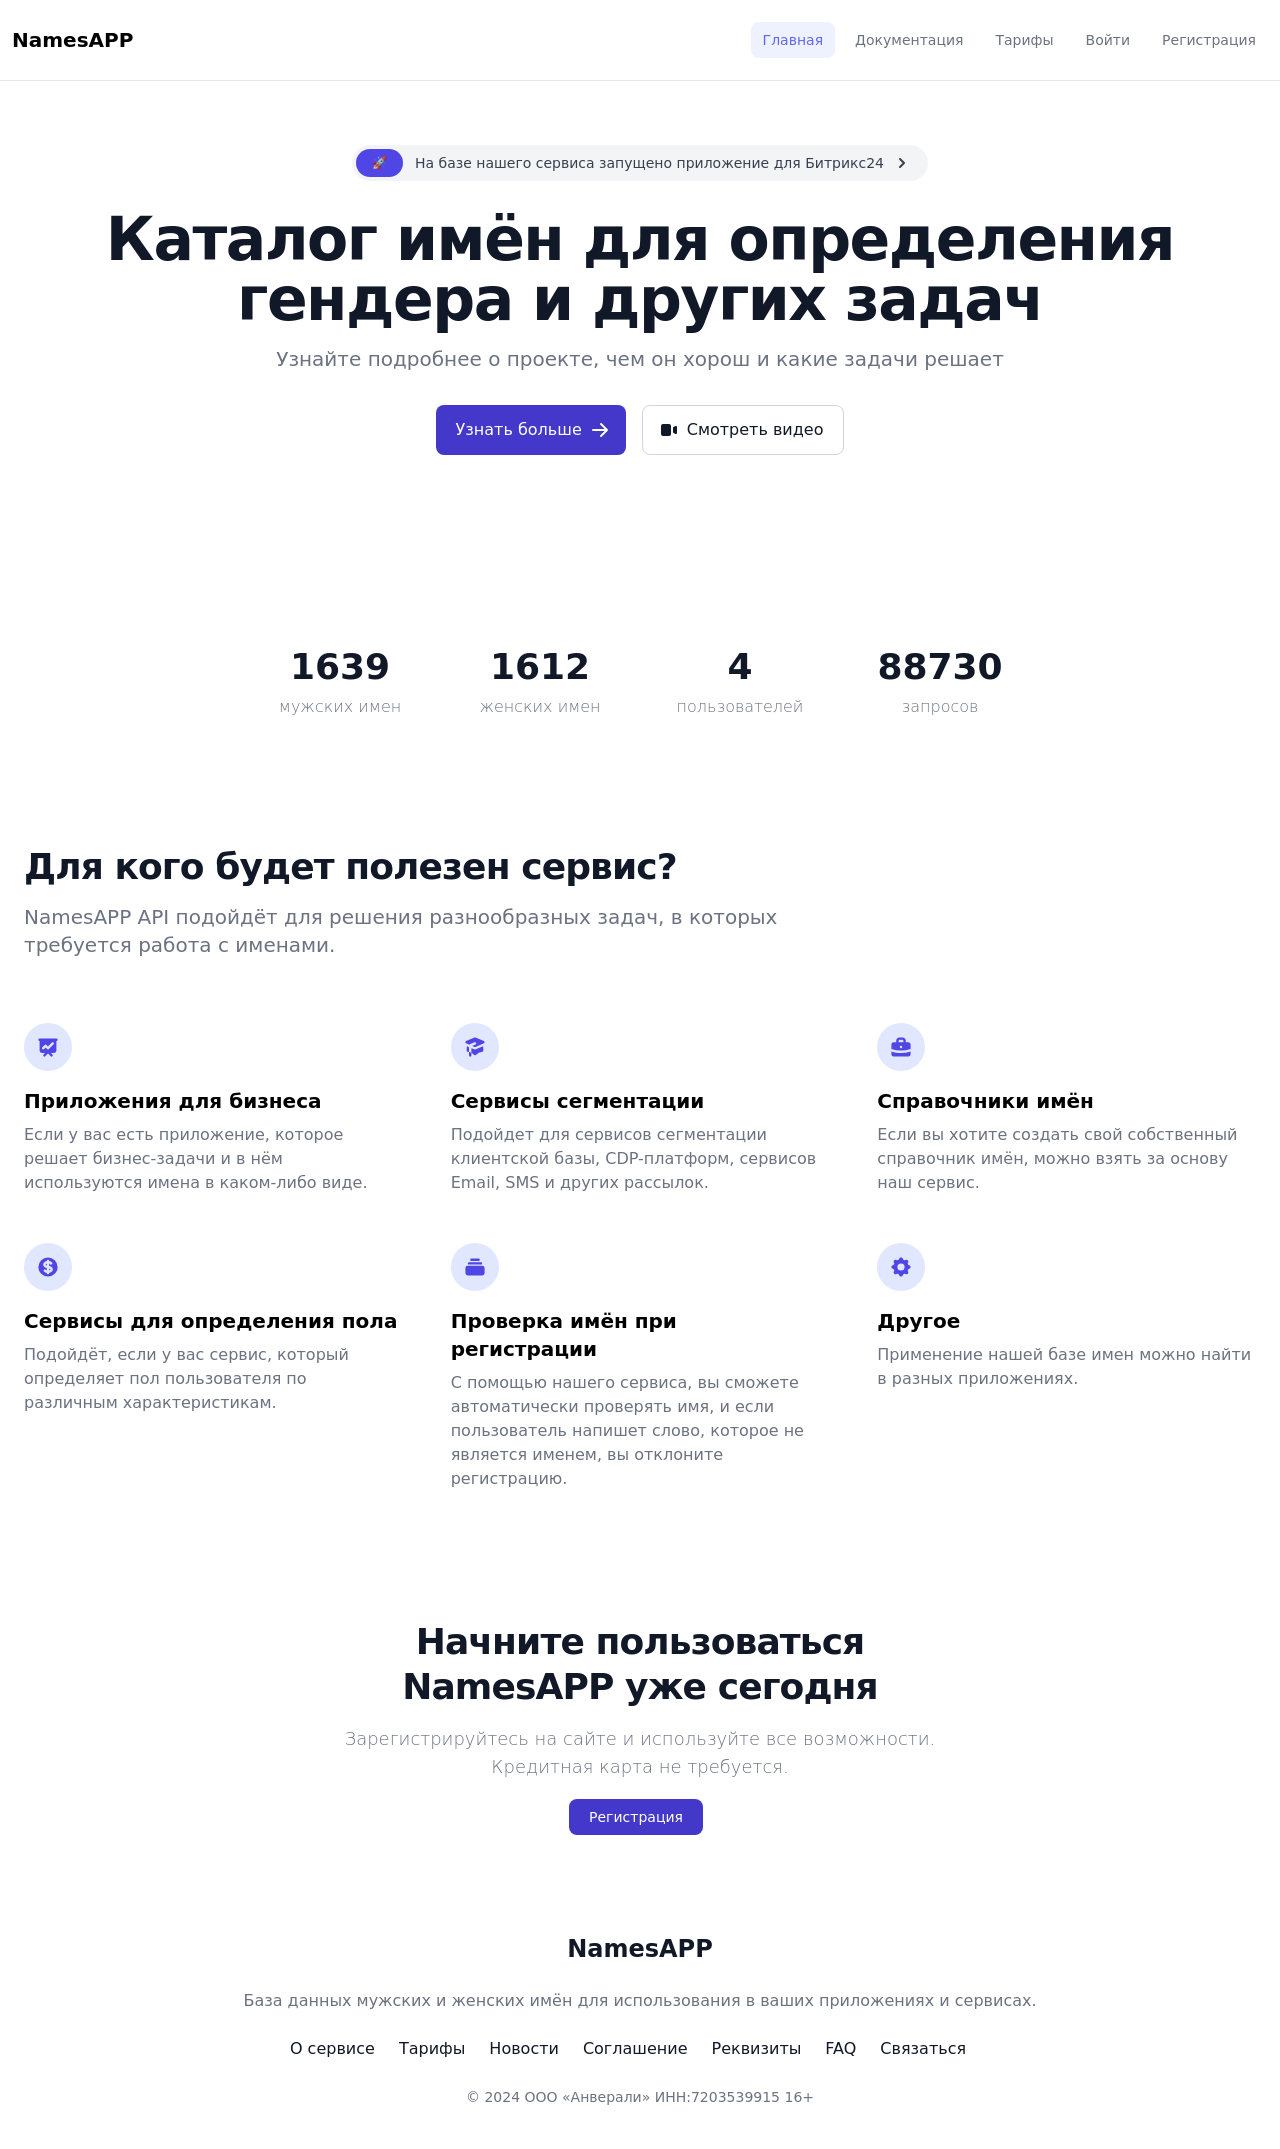 NamesAPP
Главная Документация Тарифы Войти Регистрация
🚀 На базе нашего сервиса запущено приложение для Битрикс24
Каталог имён для определения
гендера и других задач
Узнайте подробнее о проекте, чем он хорош и какие задачи решает
Узнать больше
Смотреть видео
1639
мужских имен
1612
женских имен
4
пользователей
88730
запросов
Для кого будет полезен сервис?
NamesAPP API подойдёт для решения разнообразных задач, в которых
требуется работа с именами.
Приложения для бизнеса
Если у вас есть приложение, которое
решает бизнес-задачи и в нём
используются имена в каком-либо виде.
Сервисы сегментации
Подойдет для сервисов сегментации
клиентской базы, CDP-платформ, сервисов
Email, SMS и других рассылок.
Справочники имён
Если вы хотите создать свой собственный
справочник имён, можно взять за основу
наш сервис.
Сервисы для определения пола
Подойдёт, если у вас сервис, который
определяет пол пользователя по
различным характеристикам.
Проверка имён при
регистрации
С помощью нашего сервиса, вы сможете
автоматически проверять имя, и если
пользователь напишет слово, которое не
является именем, вы отклоните
регистрацию.
Другое
Применение нашей базе имен можно найти
в разных приложениях.
Начните пользоваться
NamesAPP уже сегодня
Зарегистрируйтесь на сайте и используйте все возможности.
Кредитная карта не требуется.
Регистрация
NamesAPP
База данных мужских и женских имён для использования в ваших приложениях и сервисах.
О сервисе Тарифы Новости Соглашение Реквизиты FAQ Связаться
© 2024 ООО «Анверали» ИНН:7203539915 16+